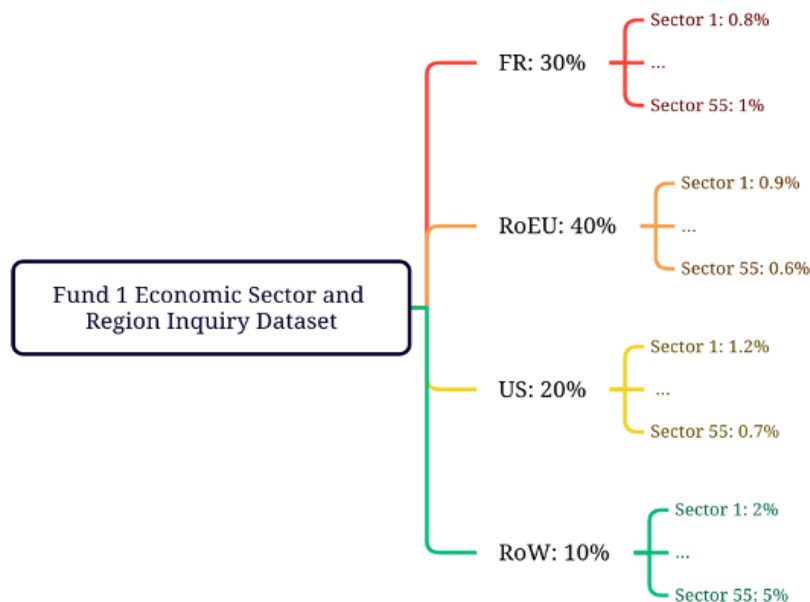 Fund 1 Economic Sector and
Region Inquiry Dataset
FR: 30%
Sector 1: 0.8%
...
Sector 55: 1%
RoEU: 40%
Sector 1: 0.9%
...
Sector 55: 0.6%
US: 20%
Sector 1: 1.2%
...
Sector 55: 0.7%
RoW: 10%
Sector 1: 2%
...
Sector 55: 5%